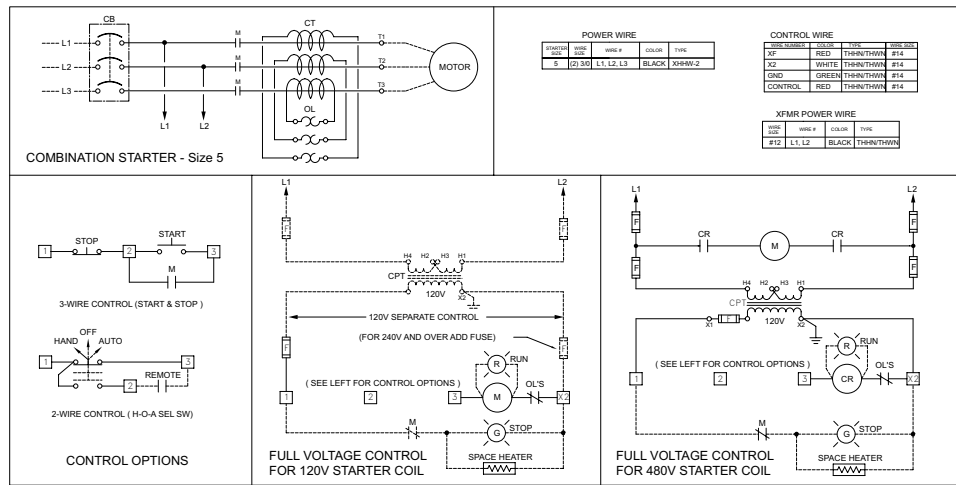 CB
CT
L1
M
T1
L2
M
T2
MOTOR
L3
M
T3
OL
L1
L2
COMBINATION STARTER - Size 5
POWER WIRE
STARTER SIZE
WIRE SIZE
WIRE #
COLOR
TYPE
5
(2) 3/0
L1, L2, L3
BLACK
XHHW-2
CONTROL WIRE
WIRE NUMBER
COLOR
TYPE
WIRE SIZE
XF
RED
THHN/THWN
#14
X2
WHITE
THHN/THWN
#14
GND
GREEN
THHN/THWN
#14
CONTROL
RED
THHN/THWN
#14
XFMR POWER WIRE
WIRE SIZE
WIRE #
COLOR
TYPE
#12
L1, L2
BLACK
THHN/THWN
STOP
START
1
2
3
M
3-WIRE CONTROL (START & STOP )
OFF
HAND
AUTO
1
3
2
REMOTE
2-WIRE CONTROL ( H-O-A SEL SW)
CONTROL OPTIONS
L1
L2
F
F
H4
H2
H3
H1
CPT
120V
X2
120V SEPARATE CONTROL
(FOR 240V AND OVER ADD FUSE)
F
F
R
RUN
( SEE LEFT FOR CONTROL OPTIONS )
OL'S
1
2
3
M
X2
M
G
STOP
SPACE HEATER
FULL VOLTAGE CONTROL
FOR 120V STARTER COIL
L1
L2
F
F
CR
M
CR
F
F
H4
H2
H3
H1
CPT
X1
F
120V
X2
R
RUN
( SEE LEFT FOR CONTROL OPTIONS )
OL'S
1
2
3
CR
X2
M
G
STOP
SPACE HEATER
FULL VOLTAGE CONTROL
FOR 480V STARTER COIL